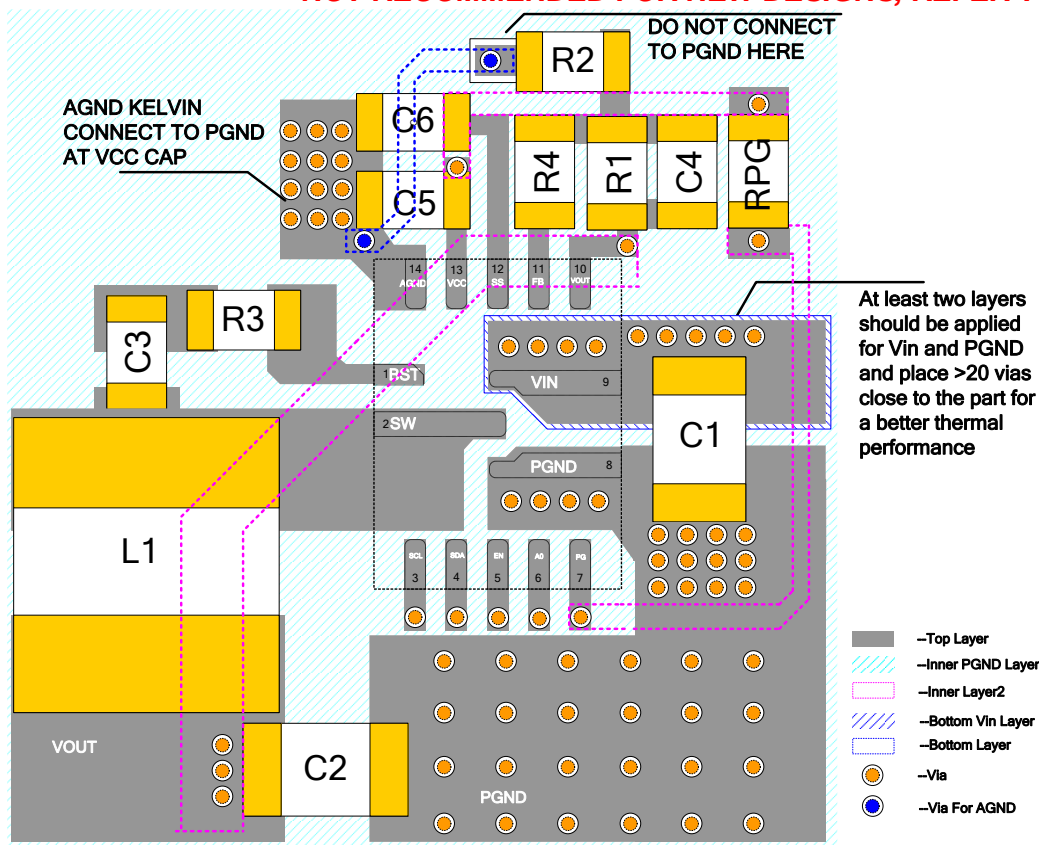 DO NOT CONNECT
TO PGND HERE
R2
AGND KELVIN
CONNECT TO PGND
AT VCC CAP
C6
C5
R4
R1
C4
RPG
14
13
12
11
10
AGND
VCC
SS
FB
VOUT
At least two layers
should be applied
for Vin and PGND
and place >20 vias
close to the part for
a better thermal
performance
C3
R3
1
BST
VIN
9
2
SW
C1
PGND
8
L1
SCL
SDA
EN
A0
PG
3
4
5
6
7
--Top Layer
--Inner PGND Layer
--Inner Layer2
--Bottom Vin Layer
--Bottom Layer
--Via
--Via For AGND
VOUT
C2
PGND